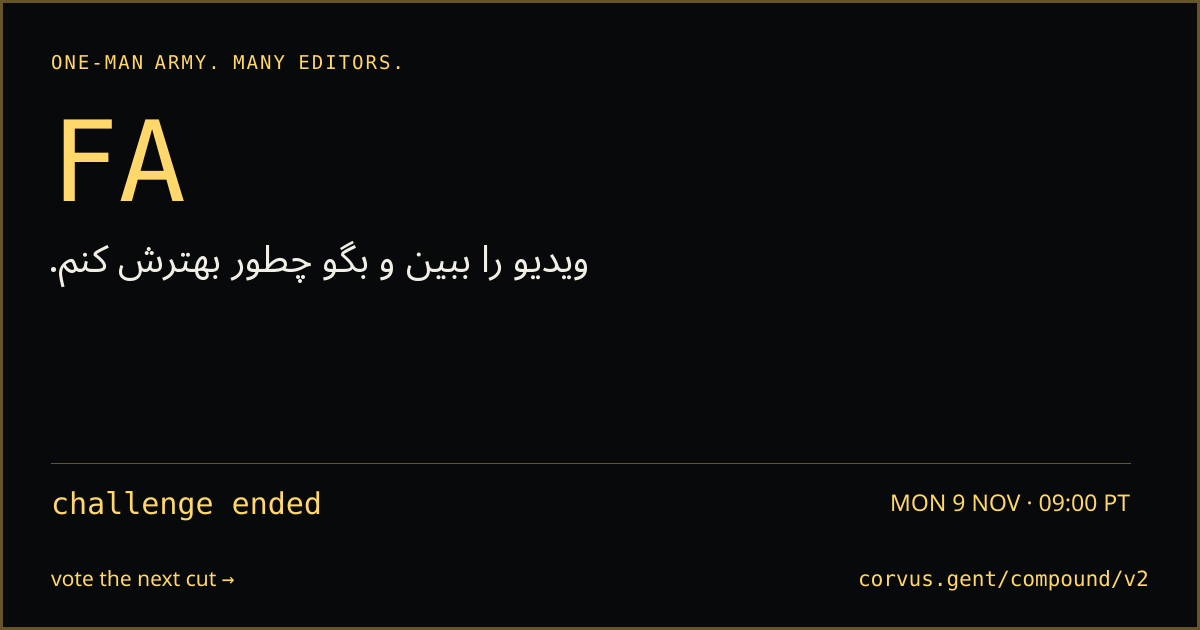 ONE-MAN ARMY. MANY EDITORS.
FA
ویدیو را ببین و بگو چطور بهترش کنم.
challenge ended
MON 9 NOV · 09:00 PT
vote the next cut →
corvus.gent/compound/v2